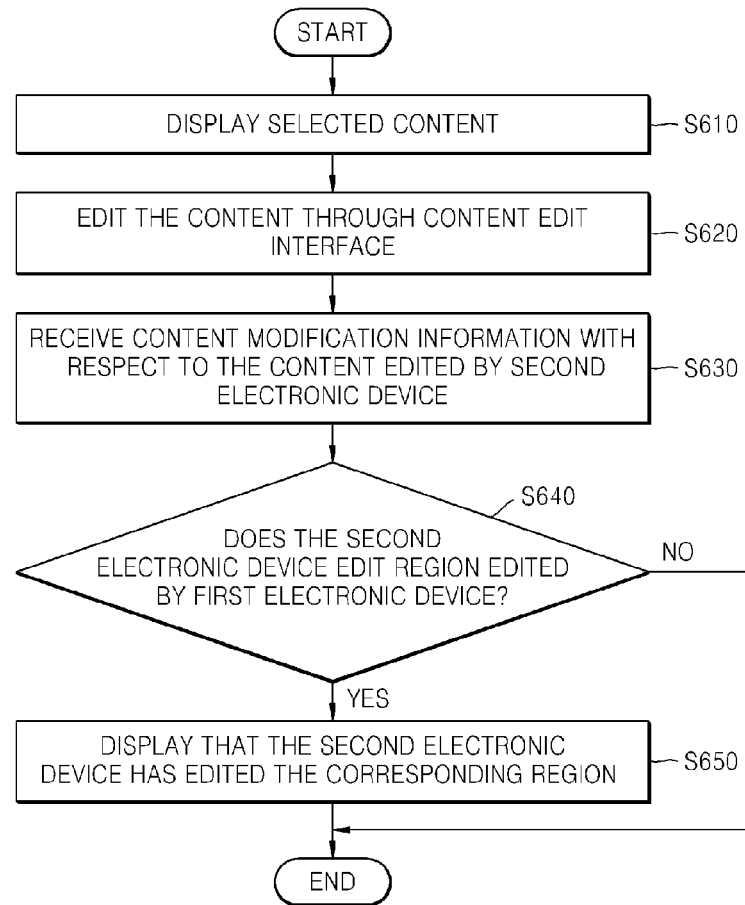 START
DISPLAY SELECTED CONTENT
S610
EDIT THE CONTENT THROUGH CONTENT EDIT
INTERFACE
S620
RECEIVE CONTENT MODIFICATION INFORMATION WITH
RESPECT TO THE CONTENT EDITED BY SECOND
ELECTRONIC DEVICE
S630
S640
DOES THE SECOND
ELECTRONIC DEVICE EDIT REGION EDITED
BY FIRST ELECTRONIC DEVICE?
NO
YES
DISPLAY THAT THE SECOND ELECTRONIC
DEVICE HAS EDITED THE CORRESPONDING REGION
S650
END